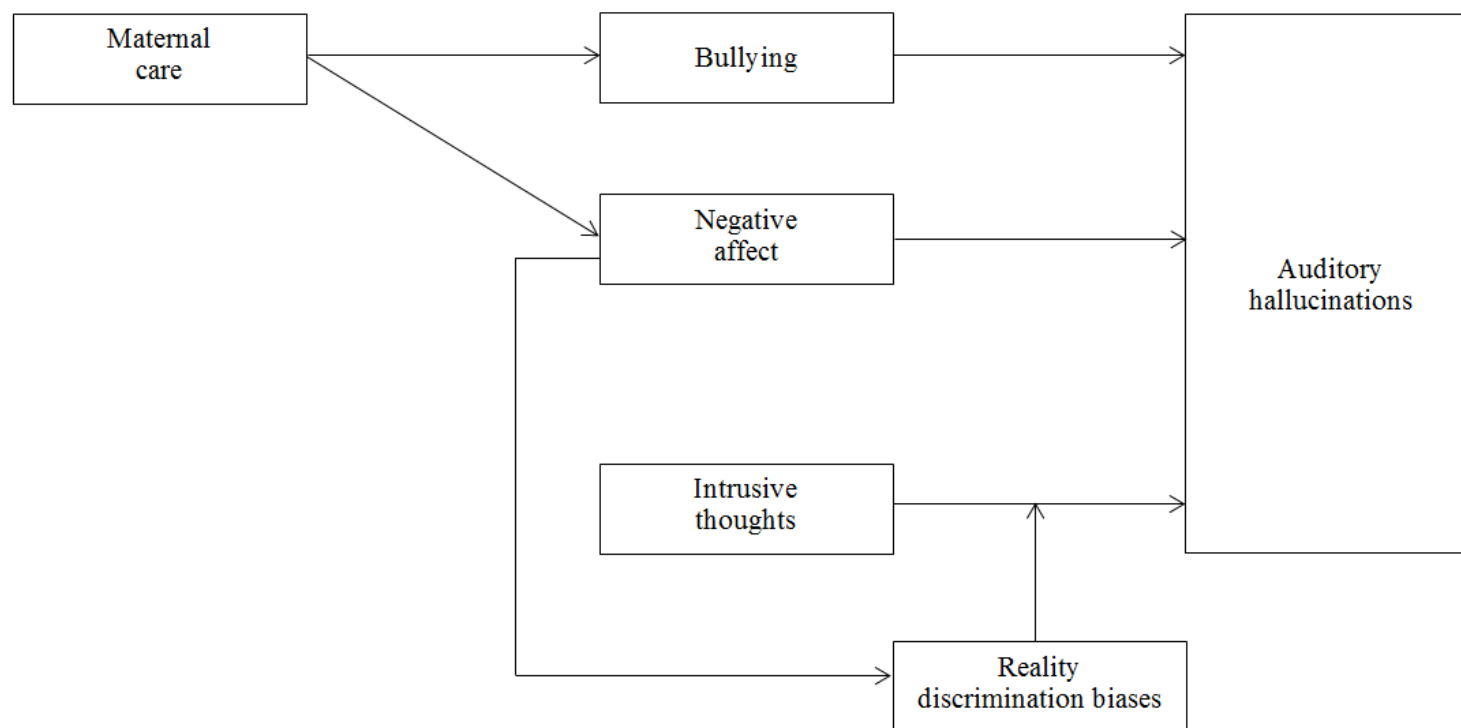 Maternal
care
Bullying
Negative
affect
Auditory
hallucinations
Intrusive
thoughts
Reality
discrimination biases